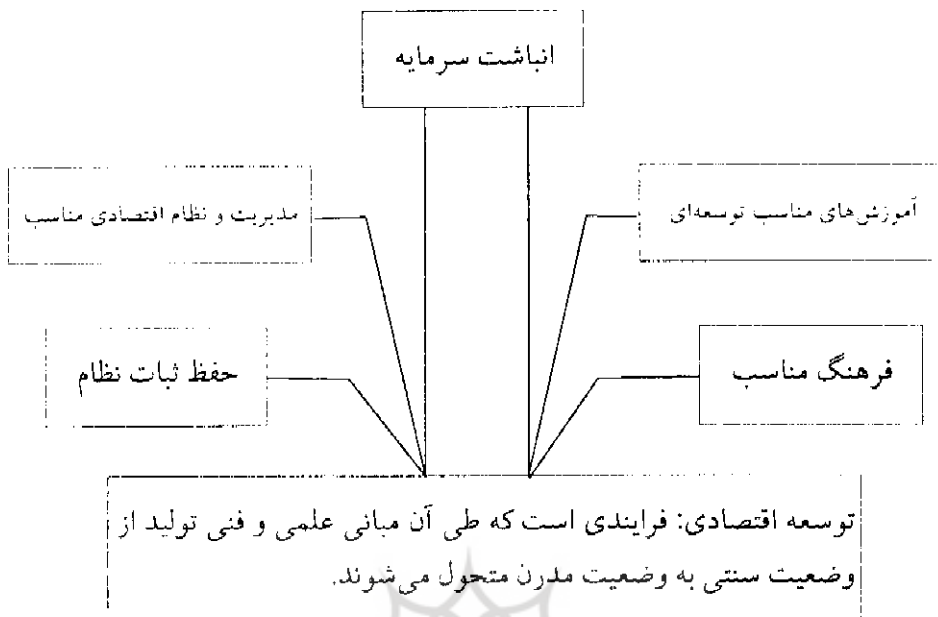 انباشت سرمایه
آموزش‌های مناسب توسعه‌ای
مدیریت و نظام اقتصادی مناسب
فرهنگ مناسب
حفظ ثبات نظام
توسعه اقتصادی: فرایندی است که طی آن مبانی علمی و فنی تولید از
وضعیت سنتی به وضعیت مدرن متحول می‌شوند.